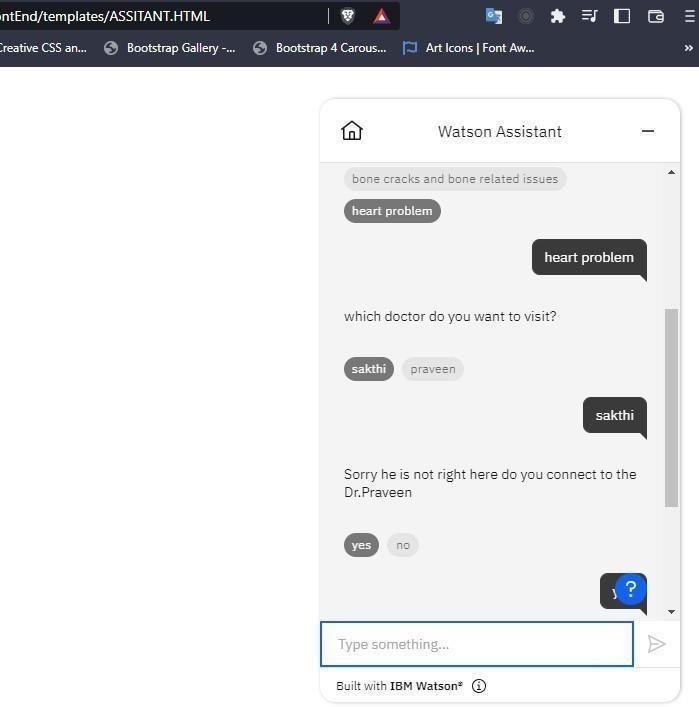 ontEnd/templates/ASSITANT.HTML
Creative CSS an... Bootstrap Gallery -... Bootstrap 4 Carous... Art Icons | Font Aw... »
Watson Assistant
bone cracks and bone related issues
heart problem
heart problem
which doctor do you want to visit?
sakthi praveen
sakthi
Sorry he is not right here do you connect to the
Dr.Praveen
yes no
?
Type something...
Built with IBM Watson®